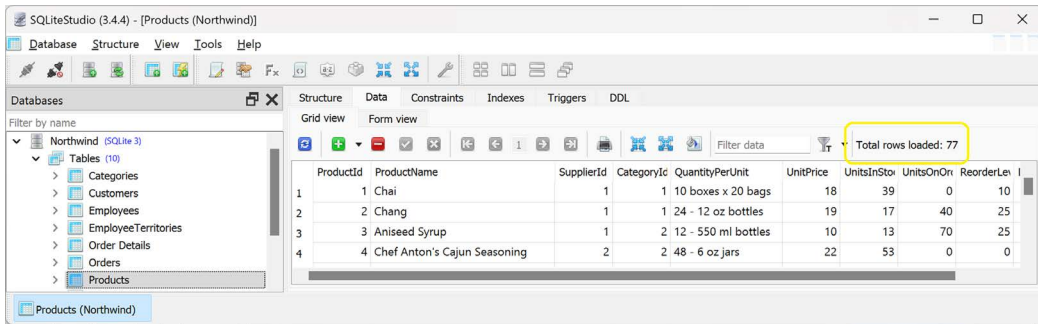 SQLiteStudio (3.4.4) - [Products (Northwind)]
Database Structure View Tools Help
Databases
Filter by name
Northwind (SQLite 3)
Tables (10)
Categories
Customers
Employees
EmployeeTerritories
Order Details
Orders
Products
Structure Data Constraints Indexes Triggers DDL
Grid view Form view
1 Filter data Total rows loaded: 77
ProductId ProductName SupplierId CategoryId QuantityPerUnit UnitPrice UnitsInStoc UnitsOnOrc ReorderLev
1 1 Chai 1 1 10 boxes x 20 bags 18 39 0 10
2 2 Chang 1 1 24 - 12 oz bottles 19 17 40 25
3 3 Aniseed Syrup 1 2 12 - 550 ml bottles 10 13 70 25
4 4 Chef Anton's Cajun Seasoning 2 2 48 - 6 oz jars 22 53 0 0
Products (Northwind)